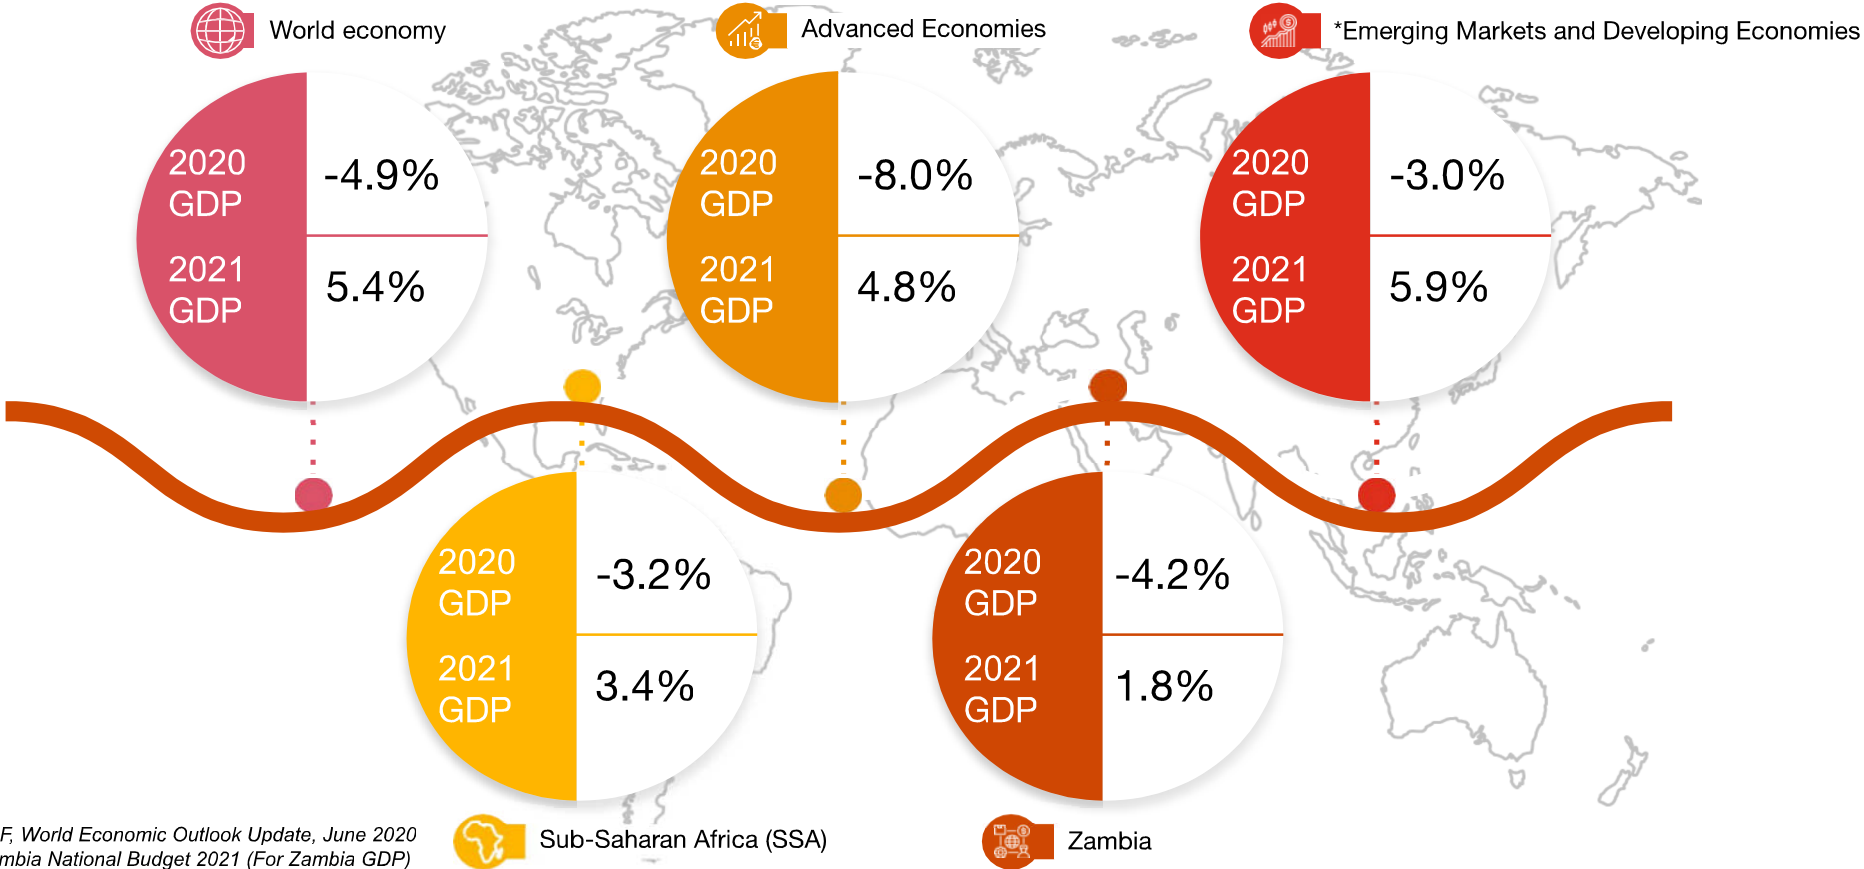 World economy
Advanced Economies
*Emerging Markets and Developing Economies
2020
GDP
-4.9%
2021
GDP
5.4%
2020
GDP
-8.0%
2021
GDP
4.8%
2020
GDP
-3.0%
2021
GDP
5.9%
2020
GDP
-3.2%
2021
GDP
3.4%
2020
GDP
-4.2%
2021
GDP
1.8%
Sub-Saharan Africa (SSA)
Zambia
F, World Economic Outlook Update, June 2020
mbia National Budget 2021 (For Zambia GDP)